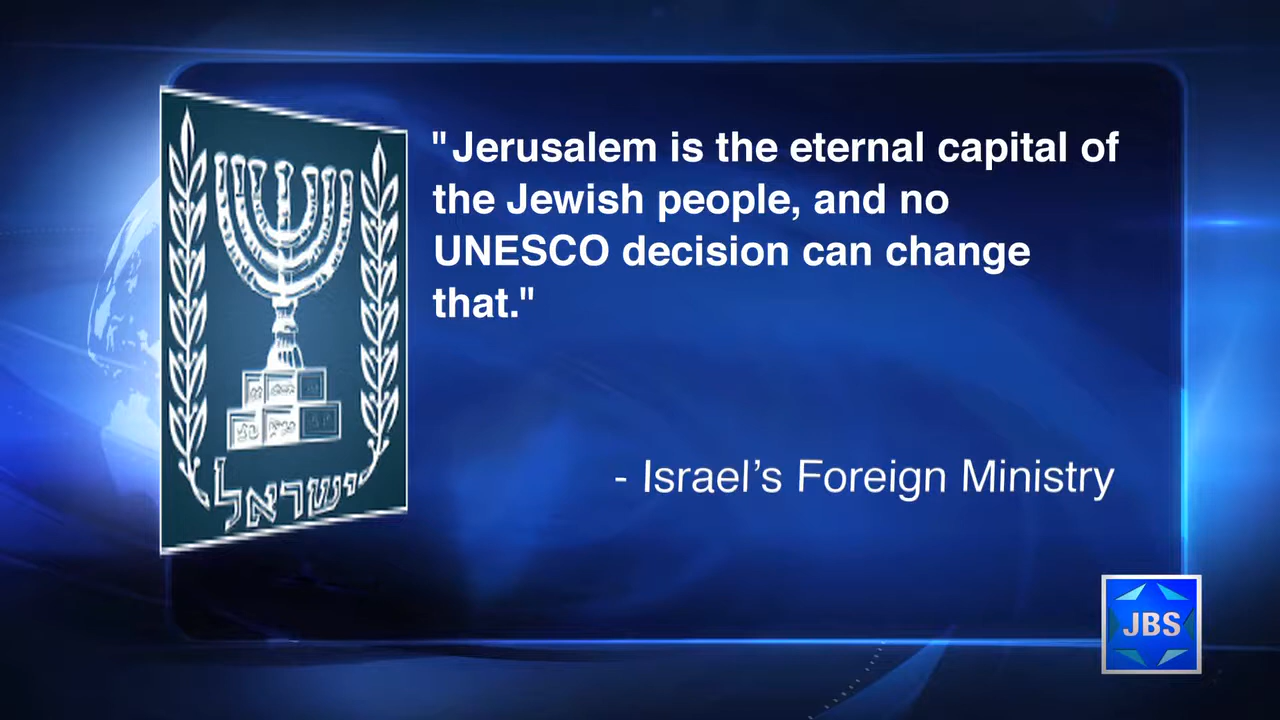 "Jerusalem is the eternal capital of
the Jewish people, and no
UNESCO decision can change
that."
- Israel’s Foreign Ministry
ישראל
JBS